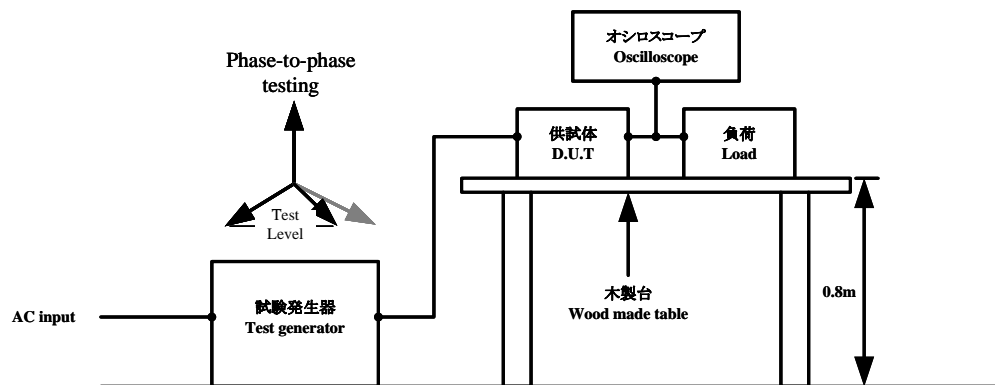 オシロスコープ
Oscilloscope
Phase-to-phase
testing
供試体
D.U.T
負荷
Load
Test
Level
試験発生器
Test generator
AC input
木製台
Wood made table
0.8m